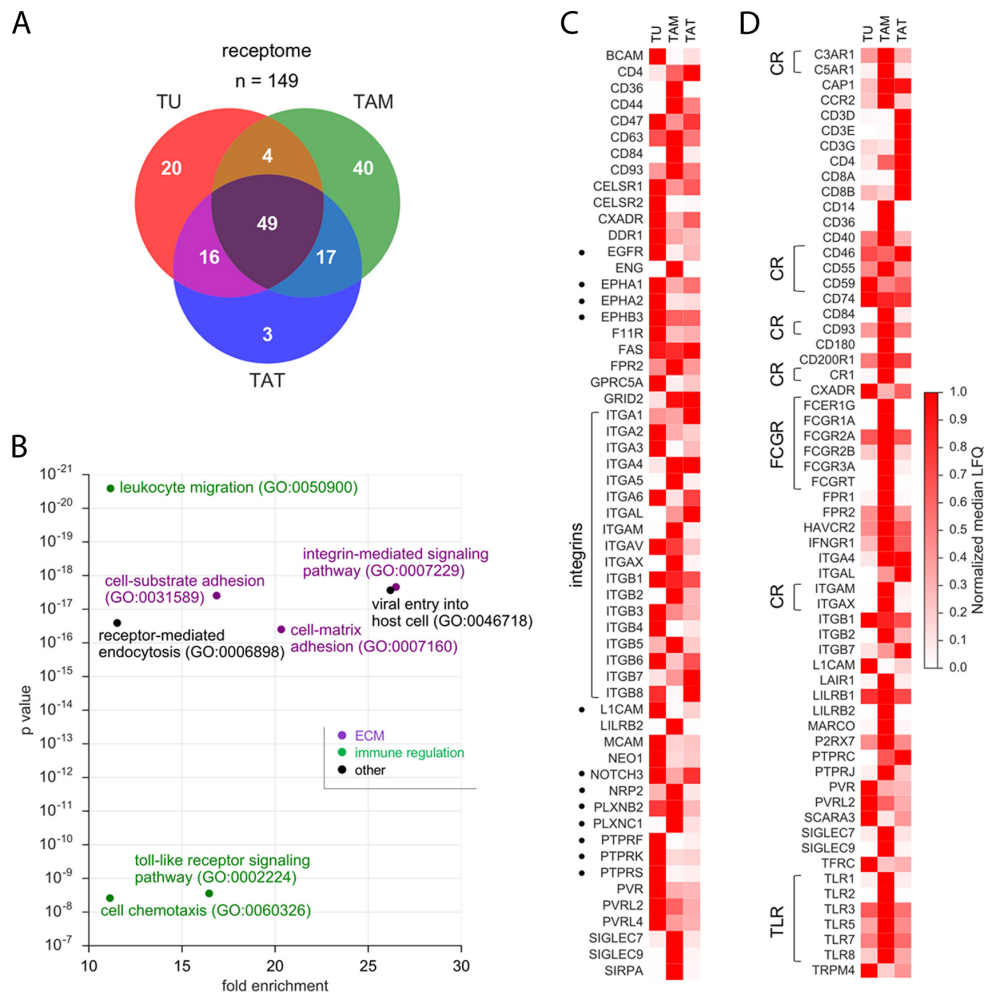 A
receptome
n = 149
TU
TAM
20
4
40
49
16
17
3
TAT
B
10-21
10-20
10-19
10-18
10-17
10-16
10-15
10-14
10-13
10-12
10-11
10-10
10-9
10-8
10-7
p value
leukocyte migration (GO:0050900)
integrin-mediated signaling
pathway (GO:0007229)
cell-substrate adhesion
(GO:0031589)
viral entry into
host cell (GO:0046718)
receptor-mediated
endocytosis (GO:0006898)
cell-matrix
adhesion (GO:0007160)
ECM
immune regulation
other
toll-like receptor signaling
pathway (GO:0002224)
cell chemotaxis (GO:0060326)
10
15
20
25
30
fold enrichment
C
TU
TAM
TAT
BCAM
CD4
CD36
CD44
CD47
CD63
CD84
CD93
CELSR1
CELSR2
CXADR
DDR1
EGFR
ENG
EPHA1
EPHA2
EPHB3
F11R
FAS
FPR2
GPRC5A
GRID2
integrins
ITGA1
ITGA2
ITGA3
ITGA4
ITGA5
ITGA6
ITGAL
ITGAM
ITGAV
ITGAX
ITGB1
ITGB2
ITGB3
ITGB4
ITGB5
ITGB6
ITGB7
ITGB8
L1CAM
LILRB2
MCAM
NEO1
NOTCH3
NRP2
PLXNB2
PLXNC1
PTPRF
PTPRK
PTPRS
PVR
PVRL2
PVRL4
SIGLEC7
SIGLEC9
SIRPA
D
TU
TAM
TAT
CR
C3AR1
C5AR1
CAP1
CCR2
CD3D
CD3E
CD3G
CD4
CD8A
CD8B
CD14
CD36
CD40
CR
CD46
CD55
CD59
CD74
CD84
CR
CD93
CD180
CD200R1
CR
CR1
CXADR
FCGR
FCER1G
FCGR1A
FCGR2A
FCGR2B
FCGR3A
FCGRT
FPR1
FPR2
HAVCR2
IFNGR1
ITGA4
ITGAL
CR
ITGAM
ITGAX
ITGB1
ITGB2
ITGB7
L1CAM
LAIR1
LILRB1
LILRB2
MARCO
P2RX7
PTPRC
PTPRJ
PVR
PVRL2
SCARA3
SIGLEC7
SIGLEC9
TFRC
TLR
TLR1
TLR2
TLR3
TLR5
TLR7
TLR8
TRPM4
1.0
0.9
0.8
0.7
0.6
0.5
0.4
0.3
0.2
0.1
0.0
Normalized median LFQ